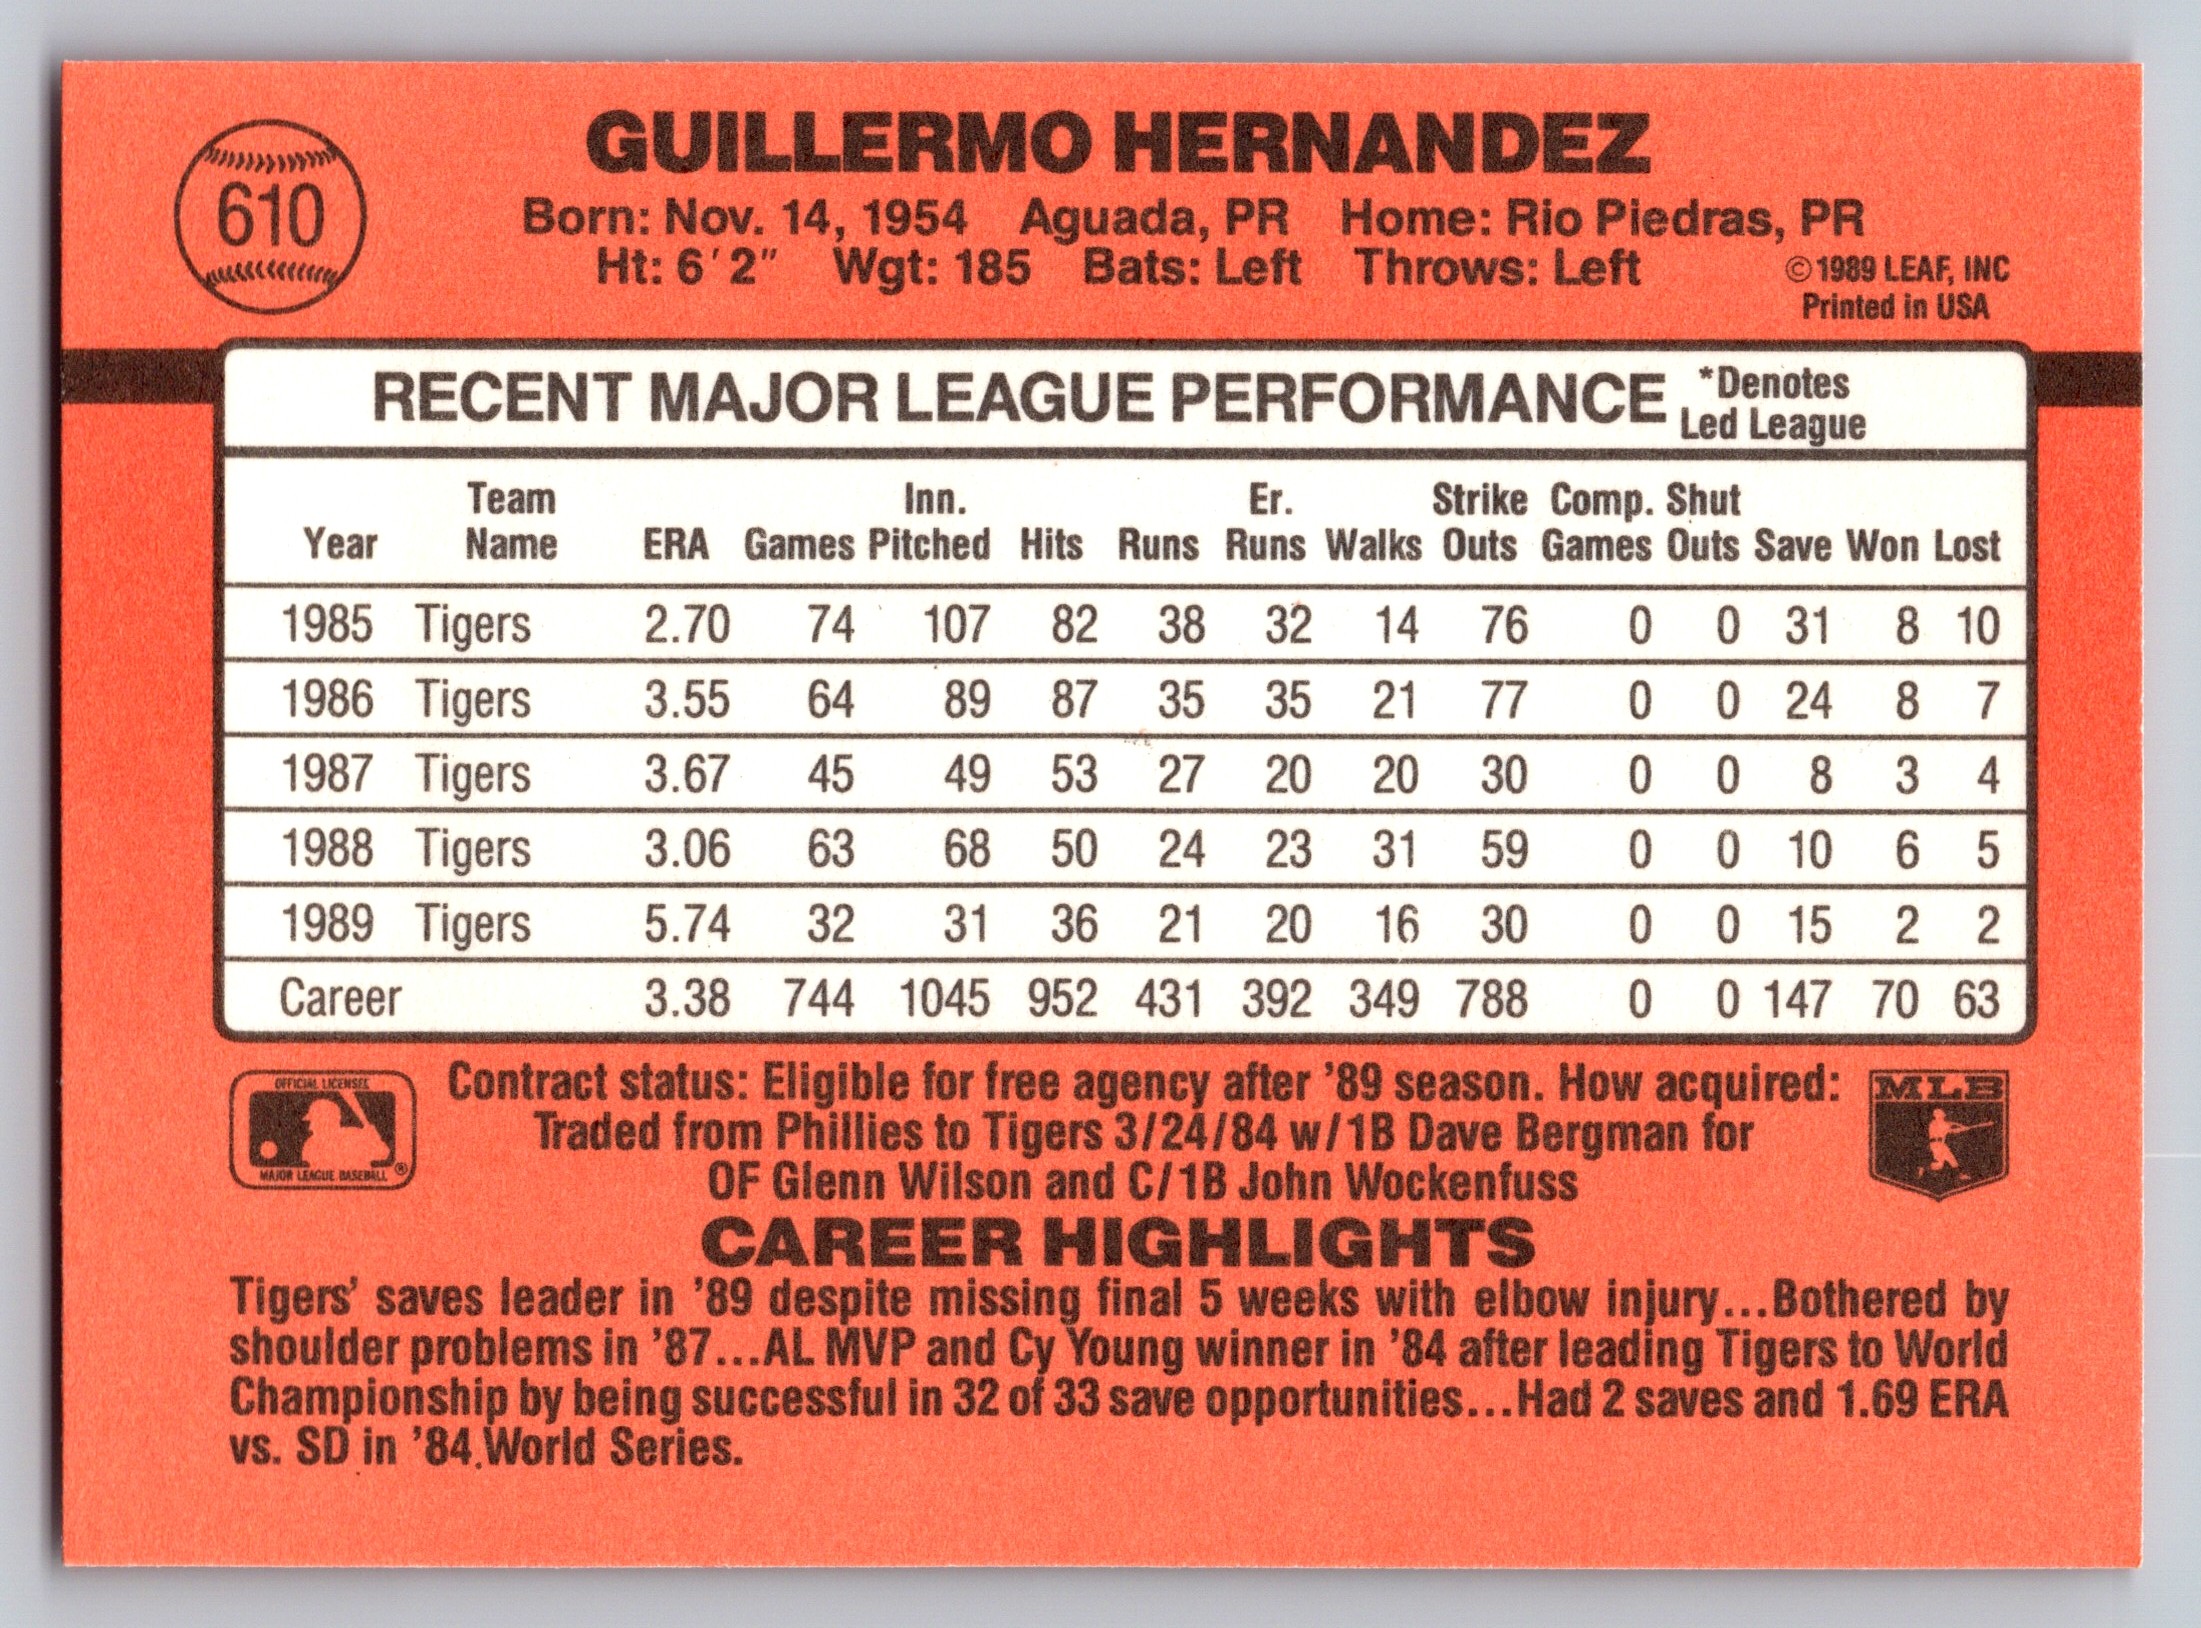 610
GUILLERMO HERNANDEZ
Born: Nov. 14, 1954 Aguada, PR Home: Rio Piedras, PR
Ht: 6'2" Wgt: 185 Bats: Left Throws: Left
©1989 LEAF, INC
Printed in USA
RECENT MAJOR LEAGUE PERFORMANCE *Denotes
Led League
Team Inn. Er. Strike Comp. Shut
Year Name ERA Games Pitched Hits Runs Runs Walks Outs Games Outs Save Won Lost
1985 Tigers 2.70 74 107 82 38 32 14 76 0 0 31 8 10
1986 Tigers 3.55 64 89 87 35 35 21 77 0 0 24 8 7
1987 Tigers 3.67 45 49 53 27 20 20 30 0 0 8 3 4
1988 Tigers 3.06 63 68 50 24 23 31 59 0 0 10 6 5
1989 Tigers 5.74 32 31 36 21 20 16 30 0 0 15 2 2
Career 3.38 744 1045 952 431 392 349 788 0 0 147 70 63
OFFICIAL LICENSEE
MAJOR LEAGUE BASEBALL ®
Contract status: Eligible for free agency after '89 season. How acquired:
Traded from Phillies to Tigers 3/24/84 w/1B Dave Bergman for
OF Glenn Wilson and C/1B John Wockenfuss
MLB
CAREER HIGHLIGHTS
Tigers' saves leader in '89 despite missing final 5 weeks with elbow injury...Bothered by
shoulder problems in '87...AL MVP and Cy Young winner in '84 after leading Tigers to World
Championship by being successful in 32 of 33 save opportunities...Had 2 saves and 1.69 ERA
vs. SD in '84 World Series.